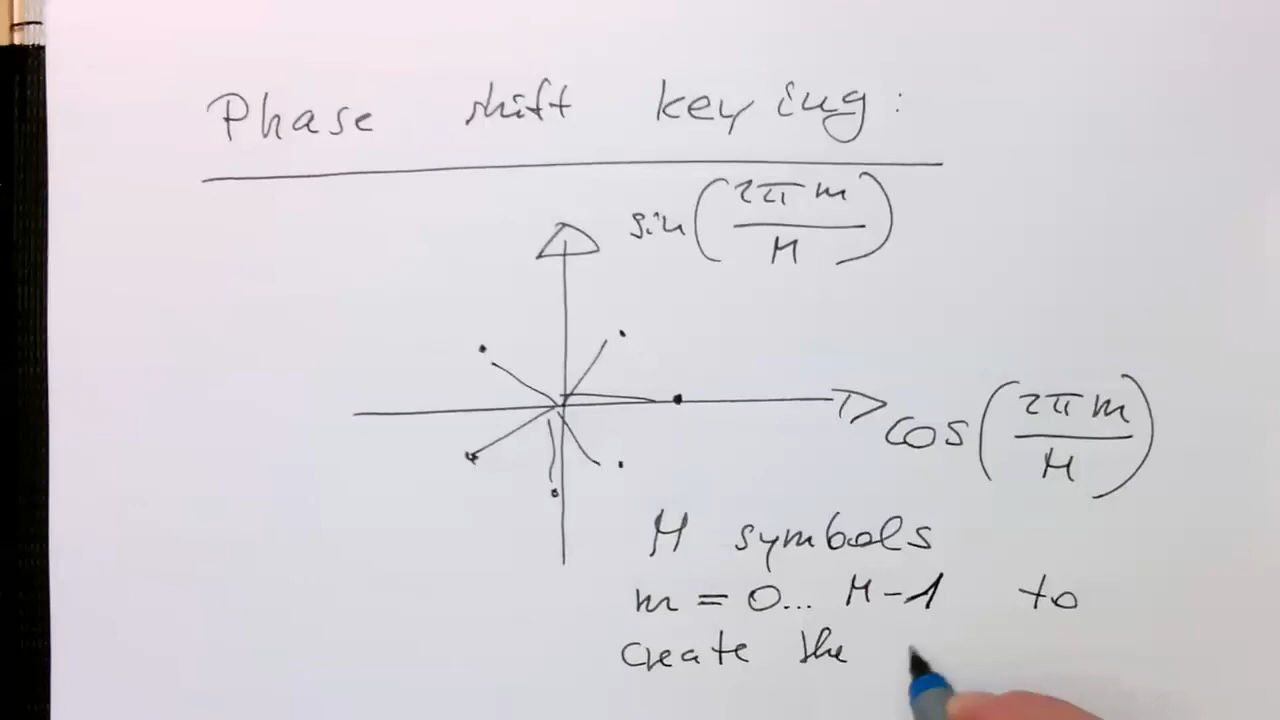 Phase shift keying:
sin(2πm/M)
cos(2πm/M)
M symbols
m = 0... M-1 to
create the